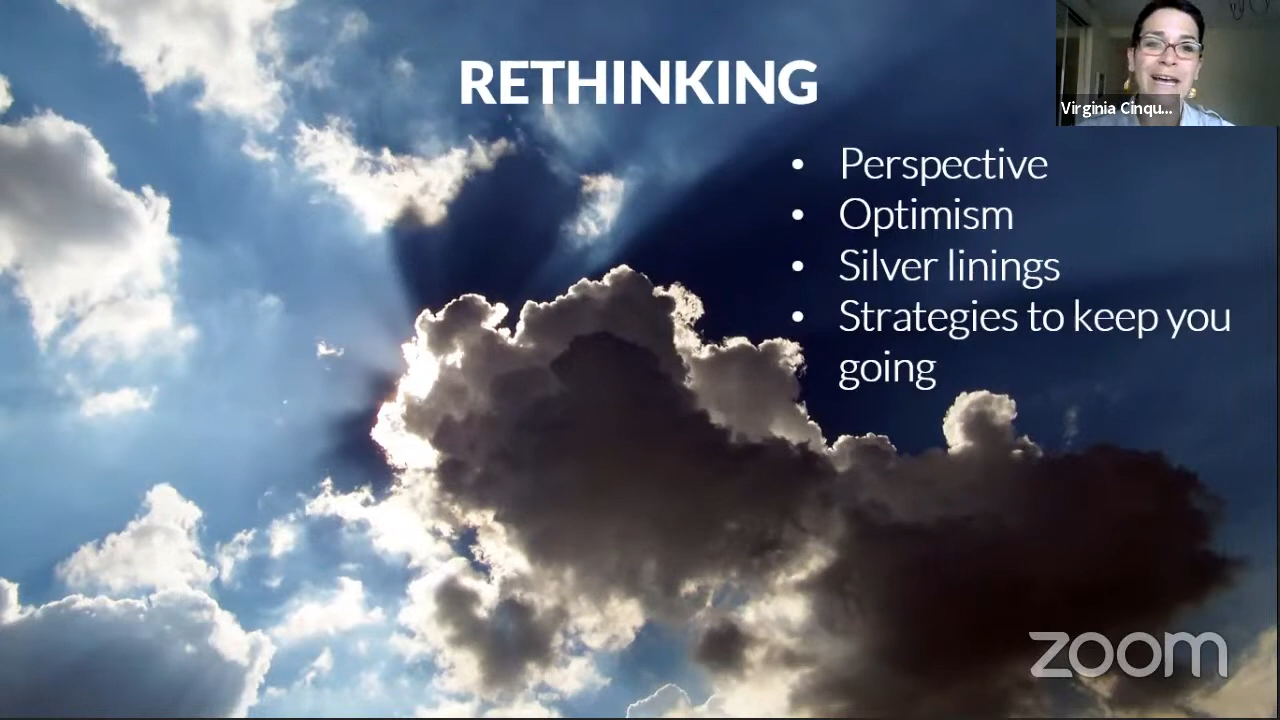 RETHINKING
Virginia Cinqu...
• Perspective
• Optimism
• Silver linings
• Strategies to keep you
going
zoom